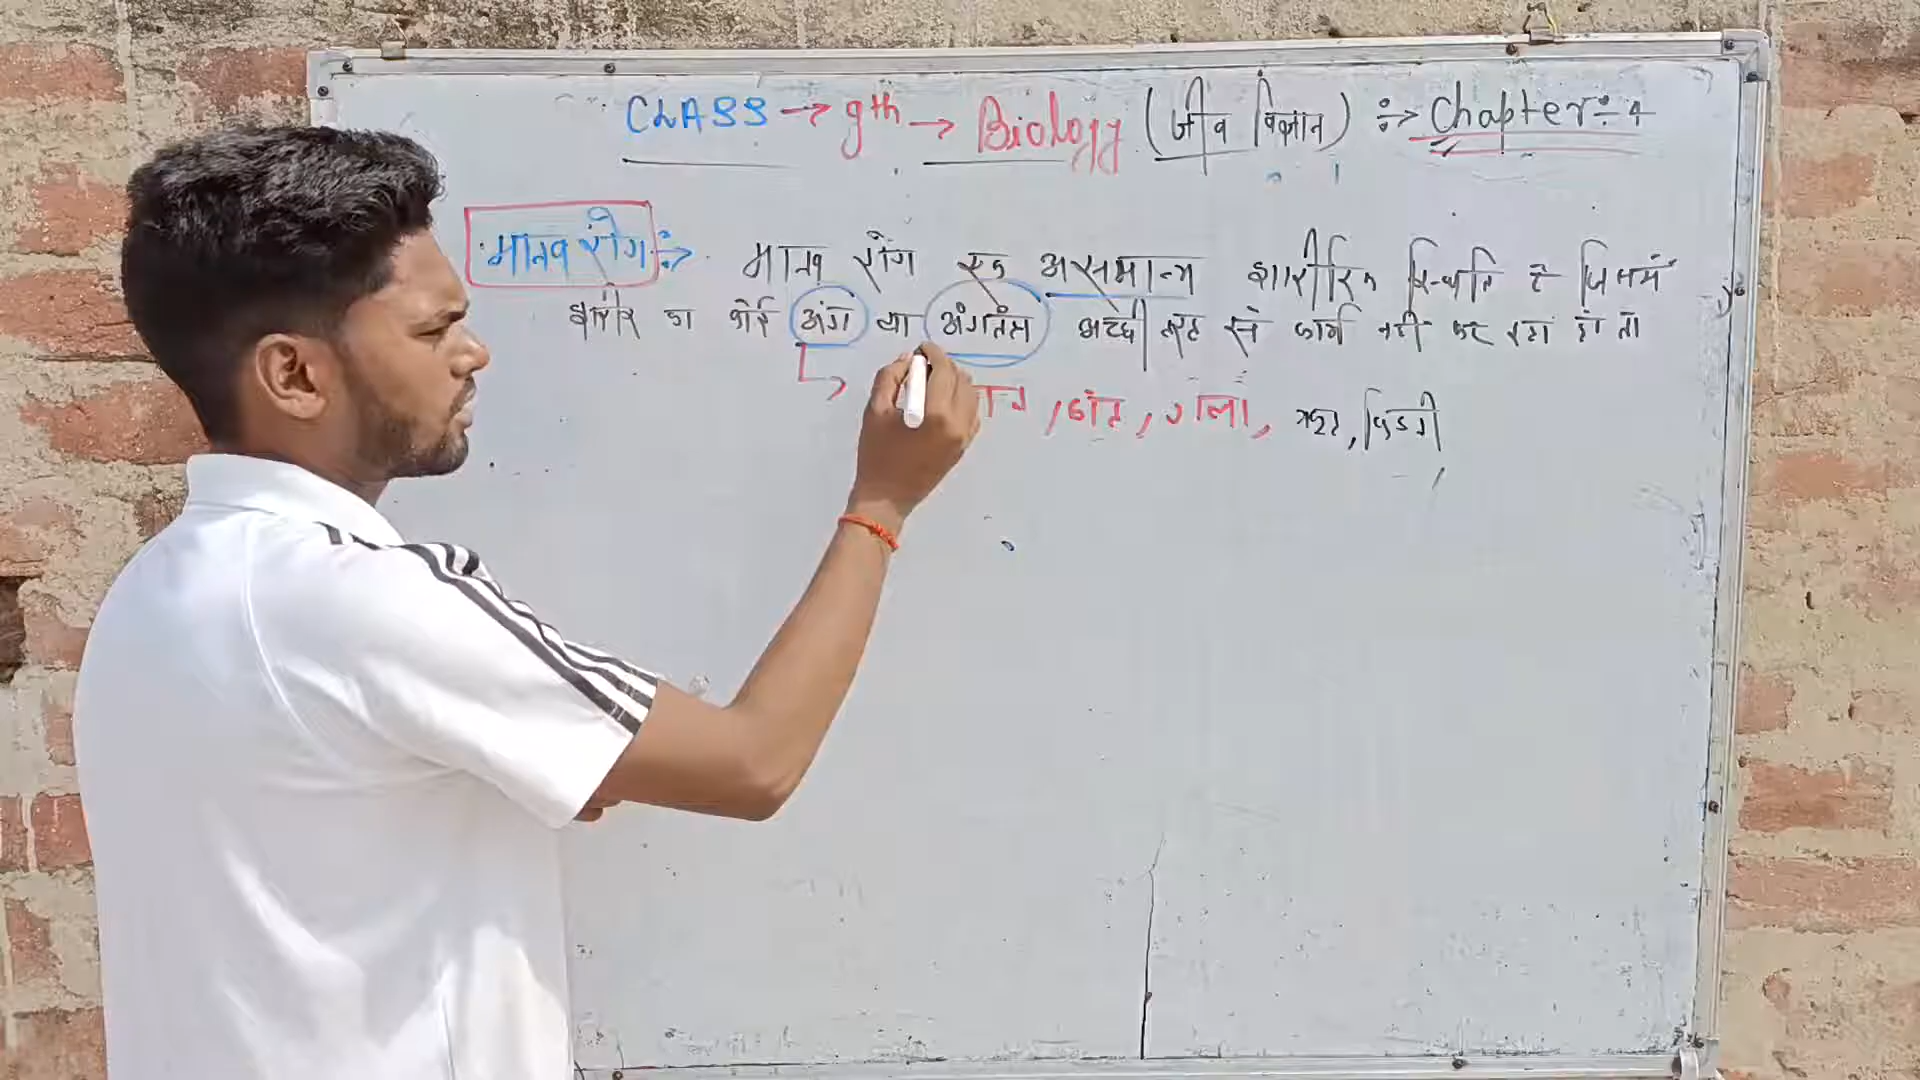 CLASS → 9th → Biology (जीव विज्ञान) ÷> Chapter ÷ 4
मानव रोग ÷> मानव रोग एक असमान्य शारीरिक स्थिति है जिसमें
शरीर का कोई अंग या अंगतंत्र अच्छी तरह से कार्य नही कर रहा हो तो
, दांत, गला, किडनी